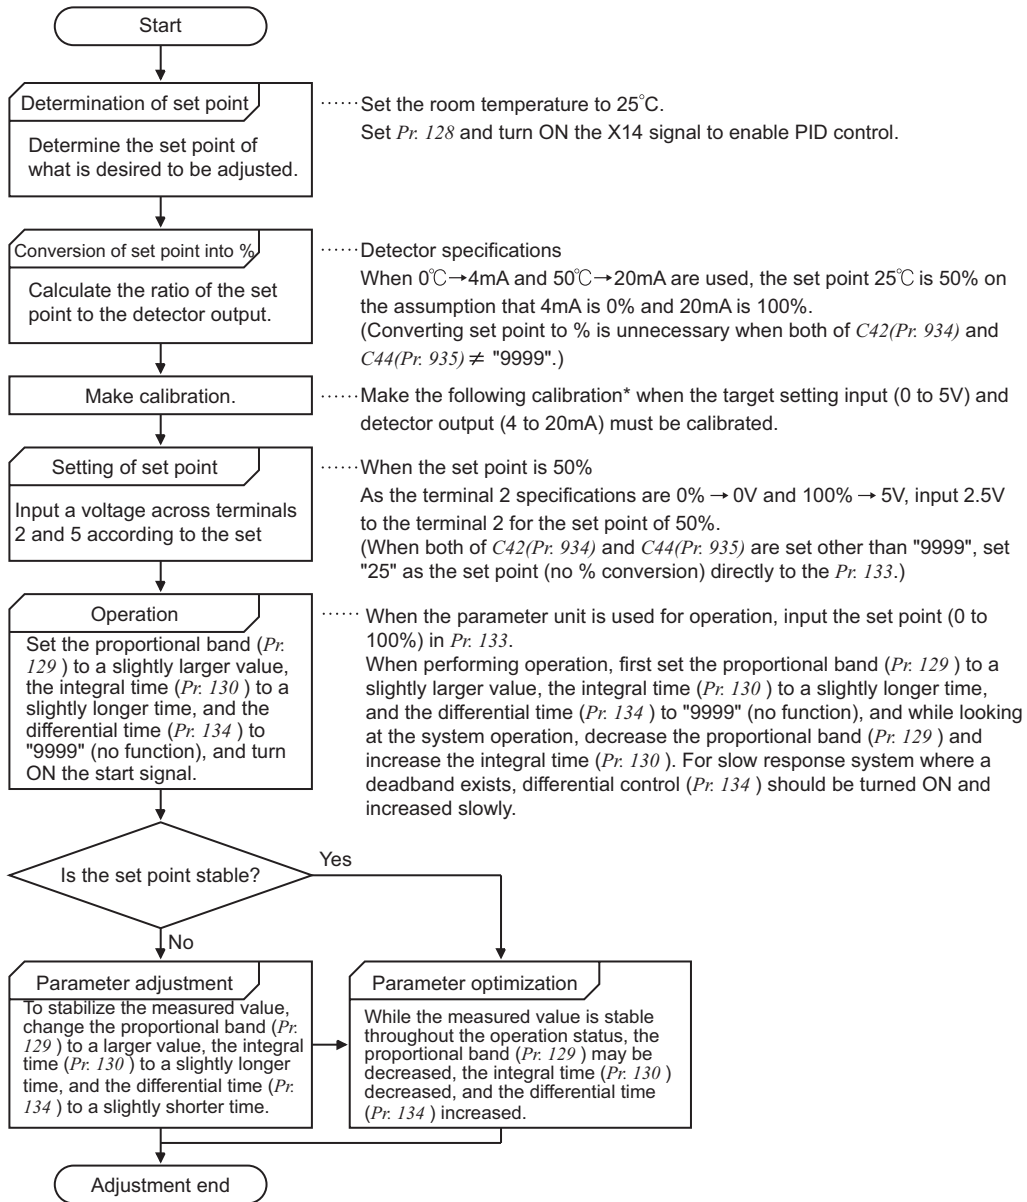 Start
Determination of set point
Determine the set point of
what is desired to be adjusted.
······Set the room temperature to 25°C.
Set Pr. 128 and turn ON the X14 signal to enable PID control.
Conversion of set point into %
Calculate the ratio of the set
point to the detector output.
······Detector specifications
When 0℃→4mA and 50℃→20mA are used, the set point 25℃ is 50% on
the assumption that 4mA is 0% and 20mA is 100%.
(Converting set point to % is unnecessary when both of C42(Pr. 934) and
C44(Pr. 935) ≠ "9999".)
Make calibration.
······Make the following calibration* when the target setting input (0 to 5V) and
detector output (4 to 20mA) must be calibrated.
Setting of set point
Input a voltage across terminals
2 and 5 according to the set
······When the set point is 50%
As the terminal 2 specifications are 0% → 0V and 100% → 5V, input 2.5V
to the terminal 2 for the set point of 50%.
(When both of C42(Pr. 934) and C44(Pr. 935) are set other than "9999", set
"25" as the set point (no % conversion) directly to the Pr. 133.)
Operation
Set the proportional band (Pr.
129 ) to a slightly larger value,
the integral time (Pr. 130 ) to a
slightly longer time, and the
differential time (Pr. 134 ) to
"9999" (no function), and turn
ON the start signal.
······ When the parameter unit is used for operation, input the set point (0 to
100%) in Pr. 133.
When performing operation, first set the proportional band (Pr. 129 ) to a
slightly larger value, the integral time (Pr. 130 ) to a slightly longer time,
and the differential time (Pr. 134 ) to "9999" (no function), and while looking
at the system operation, decrease the proportional band (Pr. 129 ) and
increase the integral time (Pr. 130 ). For slow response system where a
deadband exists, differential control (Pr. 134 ) should be turned ON and
increased slowly.
Is the set point stable?
Yes
No
Parameter adjustment
To stabilize the measured value,
change the proportional band (Pr.
129 ) to a larger value, the integral
time (Pr. 130 ) to a slightly longer
time, and the differential time (Pr.
134 ) to a slightly shorter time.
Parameter optimization
While the measured value is stable
throughout the operation status, the
proportional band (Pr. 129 ) may be
decreased, the integral time (Pr. 130 )
decreased, and the differential time
(Pr. 134 ) increased.
Adjustment end